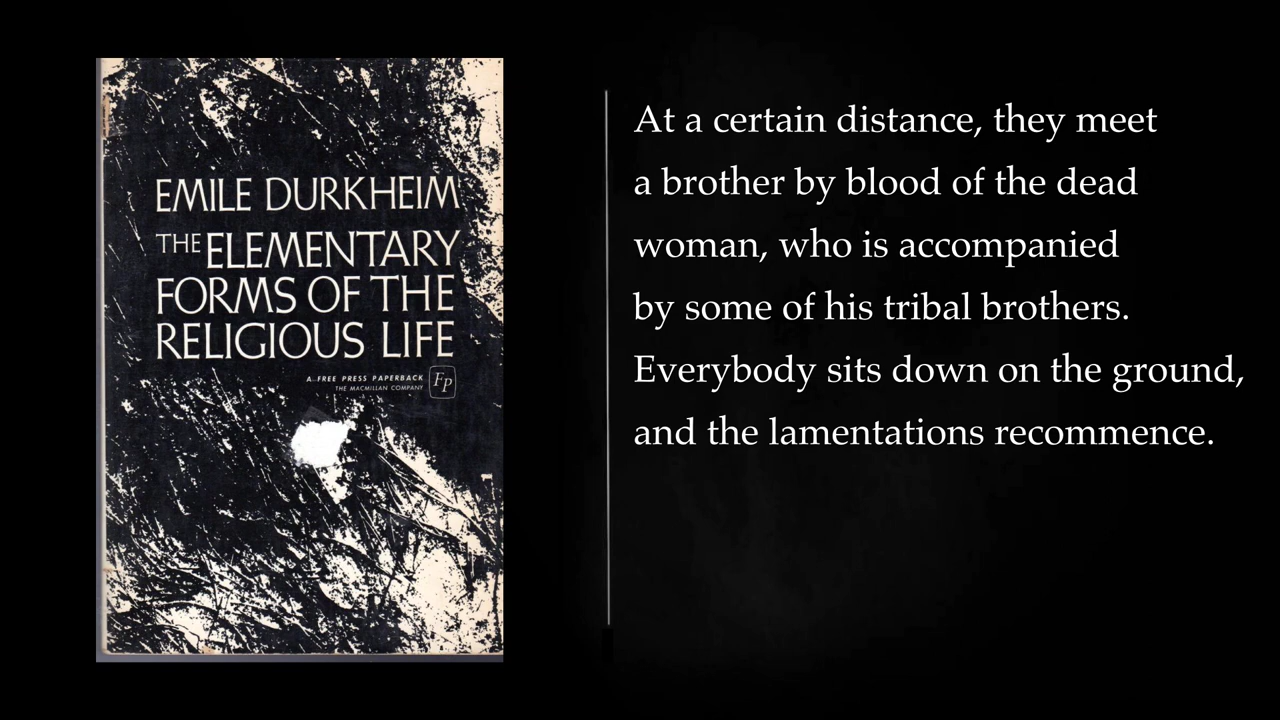 EMILE DURKHEIM
THE ELEMENTARY
FORMS OF THE
RELIGIOUS LIFE
A FREE PRESS PAPERBACK
THE MACMILLAN COMPANY
Fp
At a certain distance, they meet
a brother by blood of the dead
woman, who is accompanied
by some of his tribal brothers.
Everybody sits down on the ground,
and the lamentations recommence.